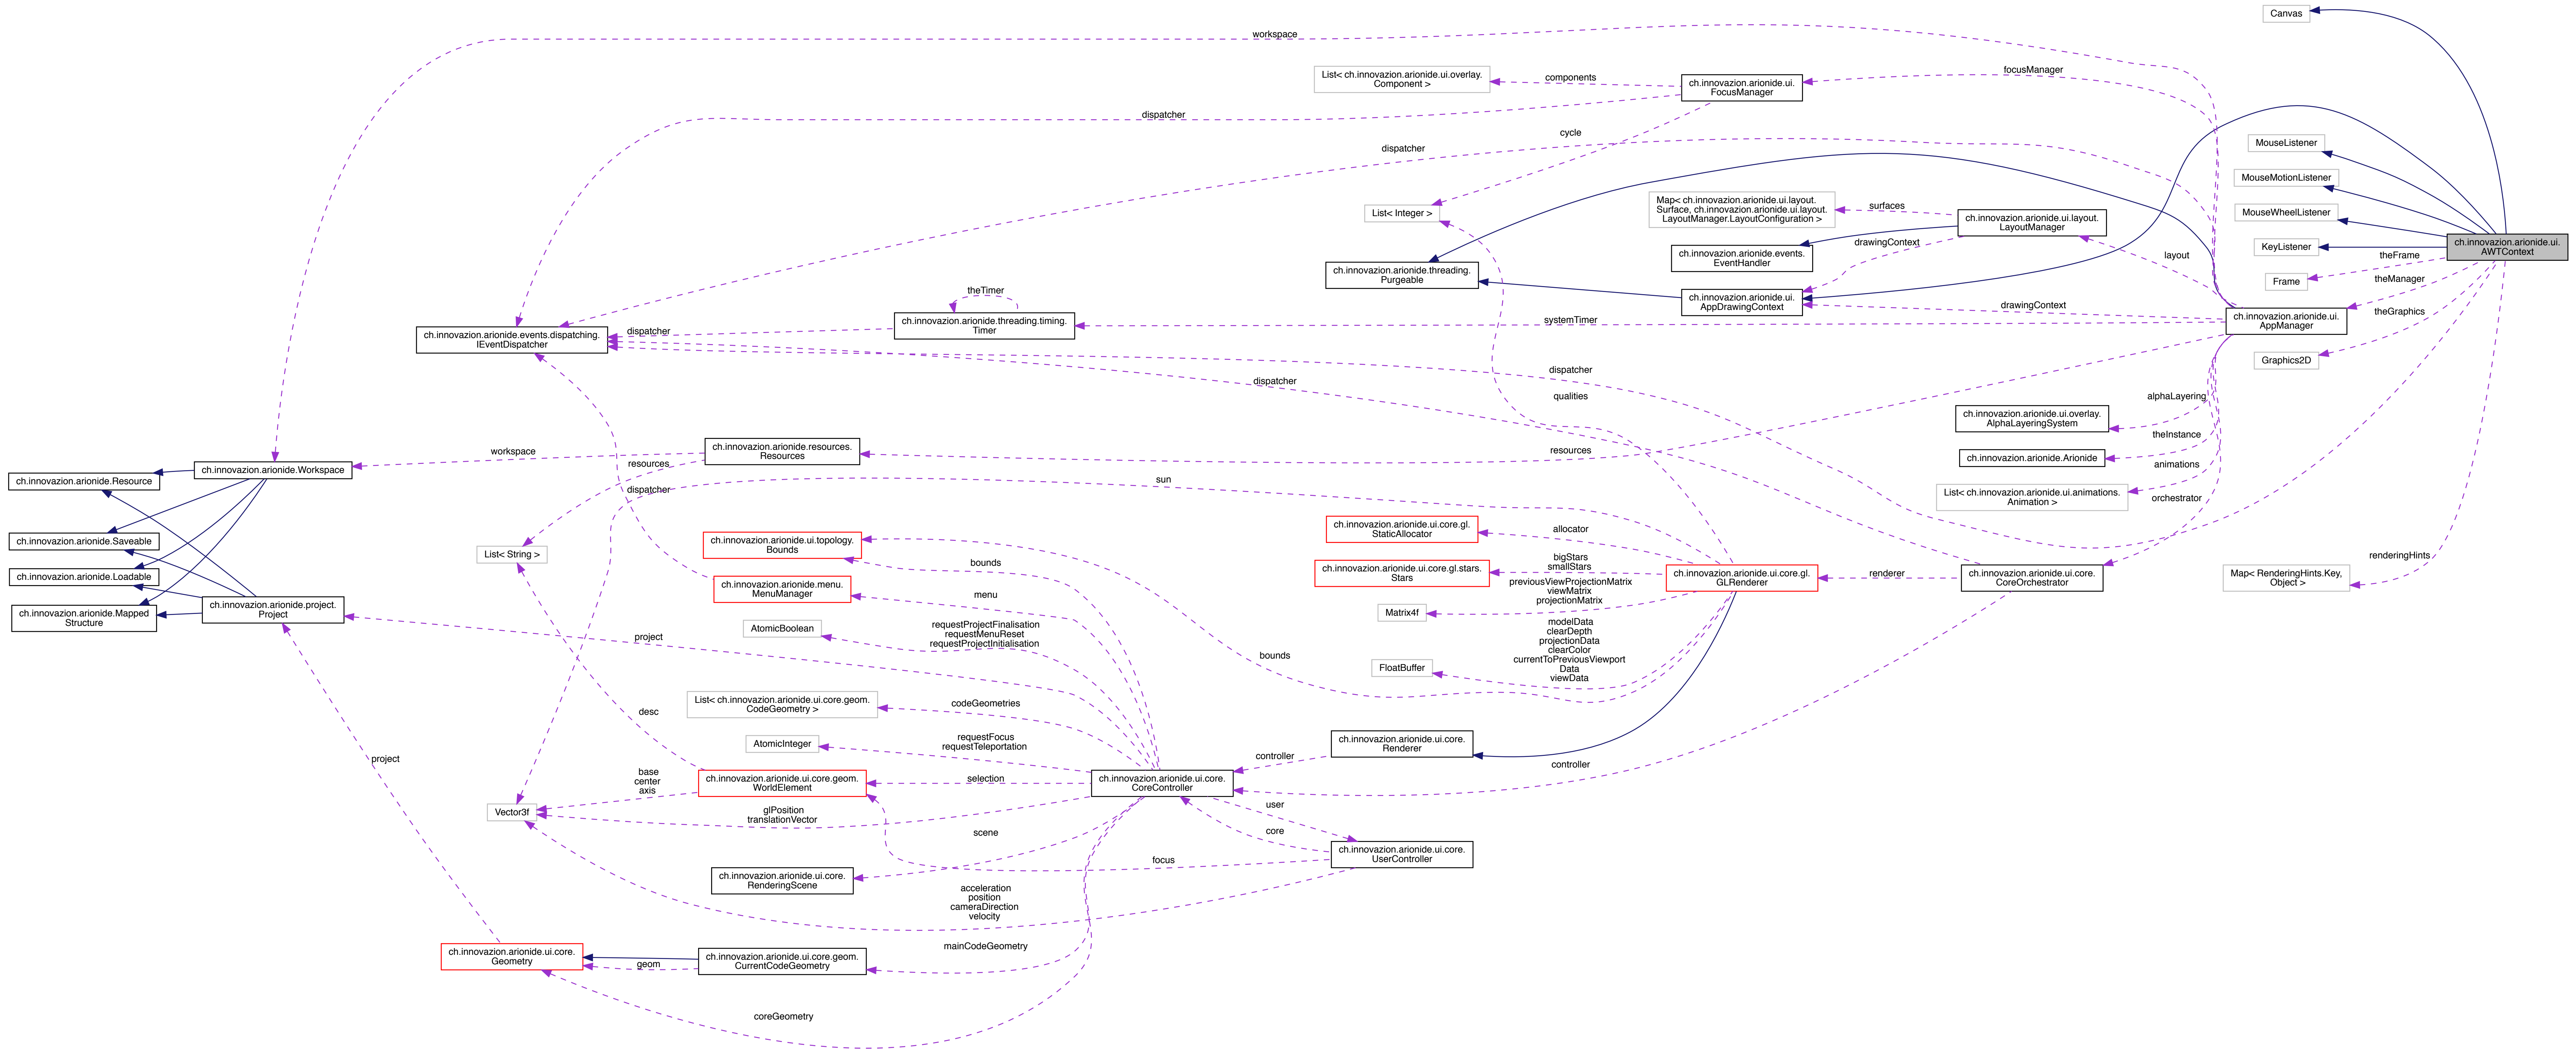 Canvas
workspace
focusManager
List< ch.innovazion.arionide.ui.overlay.
Component >
components
ch.innovazion.arionide.ui.
FocusManager
dispatcher
cycle
dispatcher
MouseListener
MouseMotionListener
MouseWheelListener
KeyListener
Frame
theFrame
theManager
theGraphics
ch.innovazion.arionide.ui.
AWTContext
List< Integer >
Map< ch.innovazion.arionide.ui.layout.
Surface, ch.innovazion.arionide.ui.layout.
LayoutManager.LayoutConfiguration >
surfaces
ch.innovazion.arionide.ui.layout.
LayoutManager
drawingContext
ch.innovazion.arionide.events.
EventHandler
layout
ch.innovazion.arionide.threading.
Purgeable
ch.innovazion.arionide.ui.
AppDrawingContext
drawingContext
theTimer
ch.innovazion.arionide.threading.timing.
Timer
systemTimer
ch.innovazion.arionide.ui.
AppManager
ch.innovazion.arionide.events.dispatching.
IEventDispatcher
dispatcher
Graphics2D
dispatcher
dispatcher
qualities
alphaLayering
ch.innovazion.arionide.ui.overlay.
AlphaLayeringSystem
theInstance
ch.innovazion.arionide.Arionide
animations
List< ch.innovazion.arionide.ui.animations.
Animation >
orchestrator
ch.innovazion.arionide.resources.
Resources
workspace
resources
resources
dispatcher
sun
ch.innovazion.arionide.Workspace
ch.innovazion.arionide.Resource
ch.innovazion.arionide.Saveable
ch.innovazion.arionide.Loadable
ch.innovazion.arionide.Mapped
Structure
ch.innovazion.arionide.project.
Project
List< String >
ch.innovazion.arionide.ui.topology.
Bounds
ch.innovazion.arionide.menu.
MenuManager
bounds
menu
AtomicBoolean
requestProjectFinalisation
requestMenuReset
requestProjectInitialisation
project
bounds
ch.innovazion.arionide.ui.core.gl.
StaticAllocator
allocator
ch.innovazion.arionide.ui.core.gl.stars.
Stars
bigStars
smallStars
Matrix4f
previousViewProjectionMatrix
viewMatrix
projectionMatrix
FloatBuffer
modelData
clearDepth
projectionData
clearColor
currentToPreviousViewport
Data
viewData
ch.innovazion.arionide.ui.core.gl.
GLRenderer
renderer
ch.innovazion.arionide.ui.core.
CoreOrchestrator
renderingHints
Map< RenderingHints.Key,
Object >
List< ch.innovazion.arionide.ui.core.geom.
CodeGeometry >
codeGeometries
desc
AtomicInteger
requestFocus
requestTeleportation
ch.innovazion.arionide.ui.core.
Renderer
controller
controller
project
base
center
axis
ch.innovazion.arionide.ui.core.geom.
WorldElement
selection
ch.innovazion.arionide.ui.core.
CoreController
Vector3f
glPosition
translationVector
user
core
scene
focus
ch.innovazion.arionide.ui.core.
UserController
ch.innovazion.arionide.ui.core.
RenderingScene
acceleration
position
cameraDirection
velocity
mainCodeGeometry
ch.innovazion.arionide.ui.core.
Geometry
geom
ch.innovazion.arionide.ui.core.geom.
CurrentCodeGeometry
coreGeometry